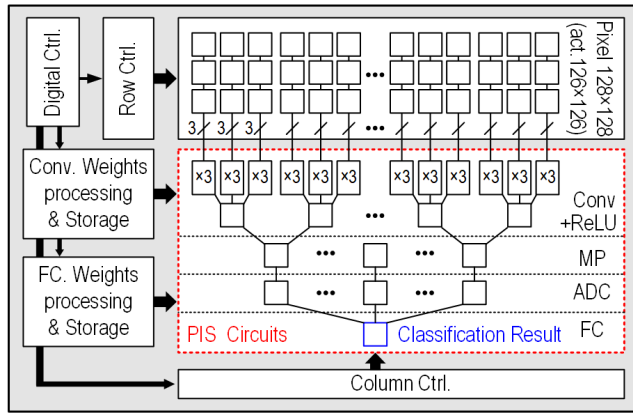 Digital Ctrl.
Row Ctrl.
Pixel 128×128
(act. 126×126)
•••
•••
3 3 3
Conv. Weights
processing
& Storage
×3 ×3 ×3 ×3 ×3 ×3 ×3 ×3 ×3 ×3 ×3 ×3
•••
Conv
+ReLU
••• ••• MP
FC. Weights
processing
& Storage
••• ••• ADC
PIS Circuits
Classification Result
FC
Column Ctrl.